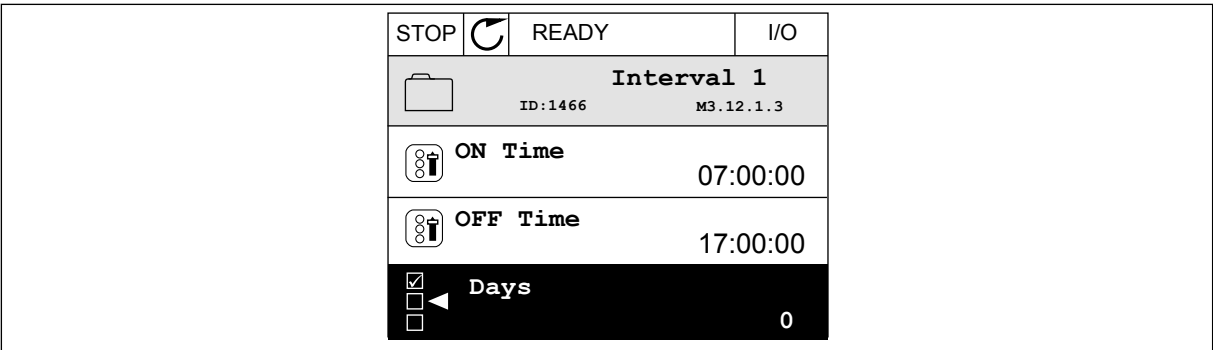 STOP READY I/O
Interval 1
ID:1466 M3.12.1.3
ON Time
07:00:00
OFF Time
17:00:00
Days
0